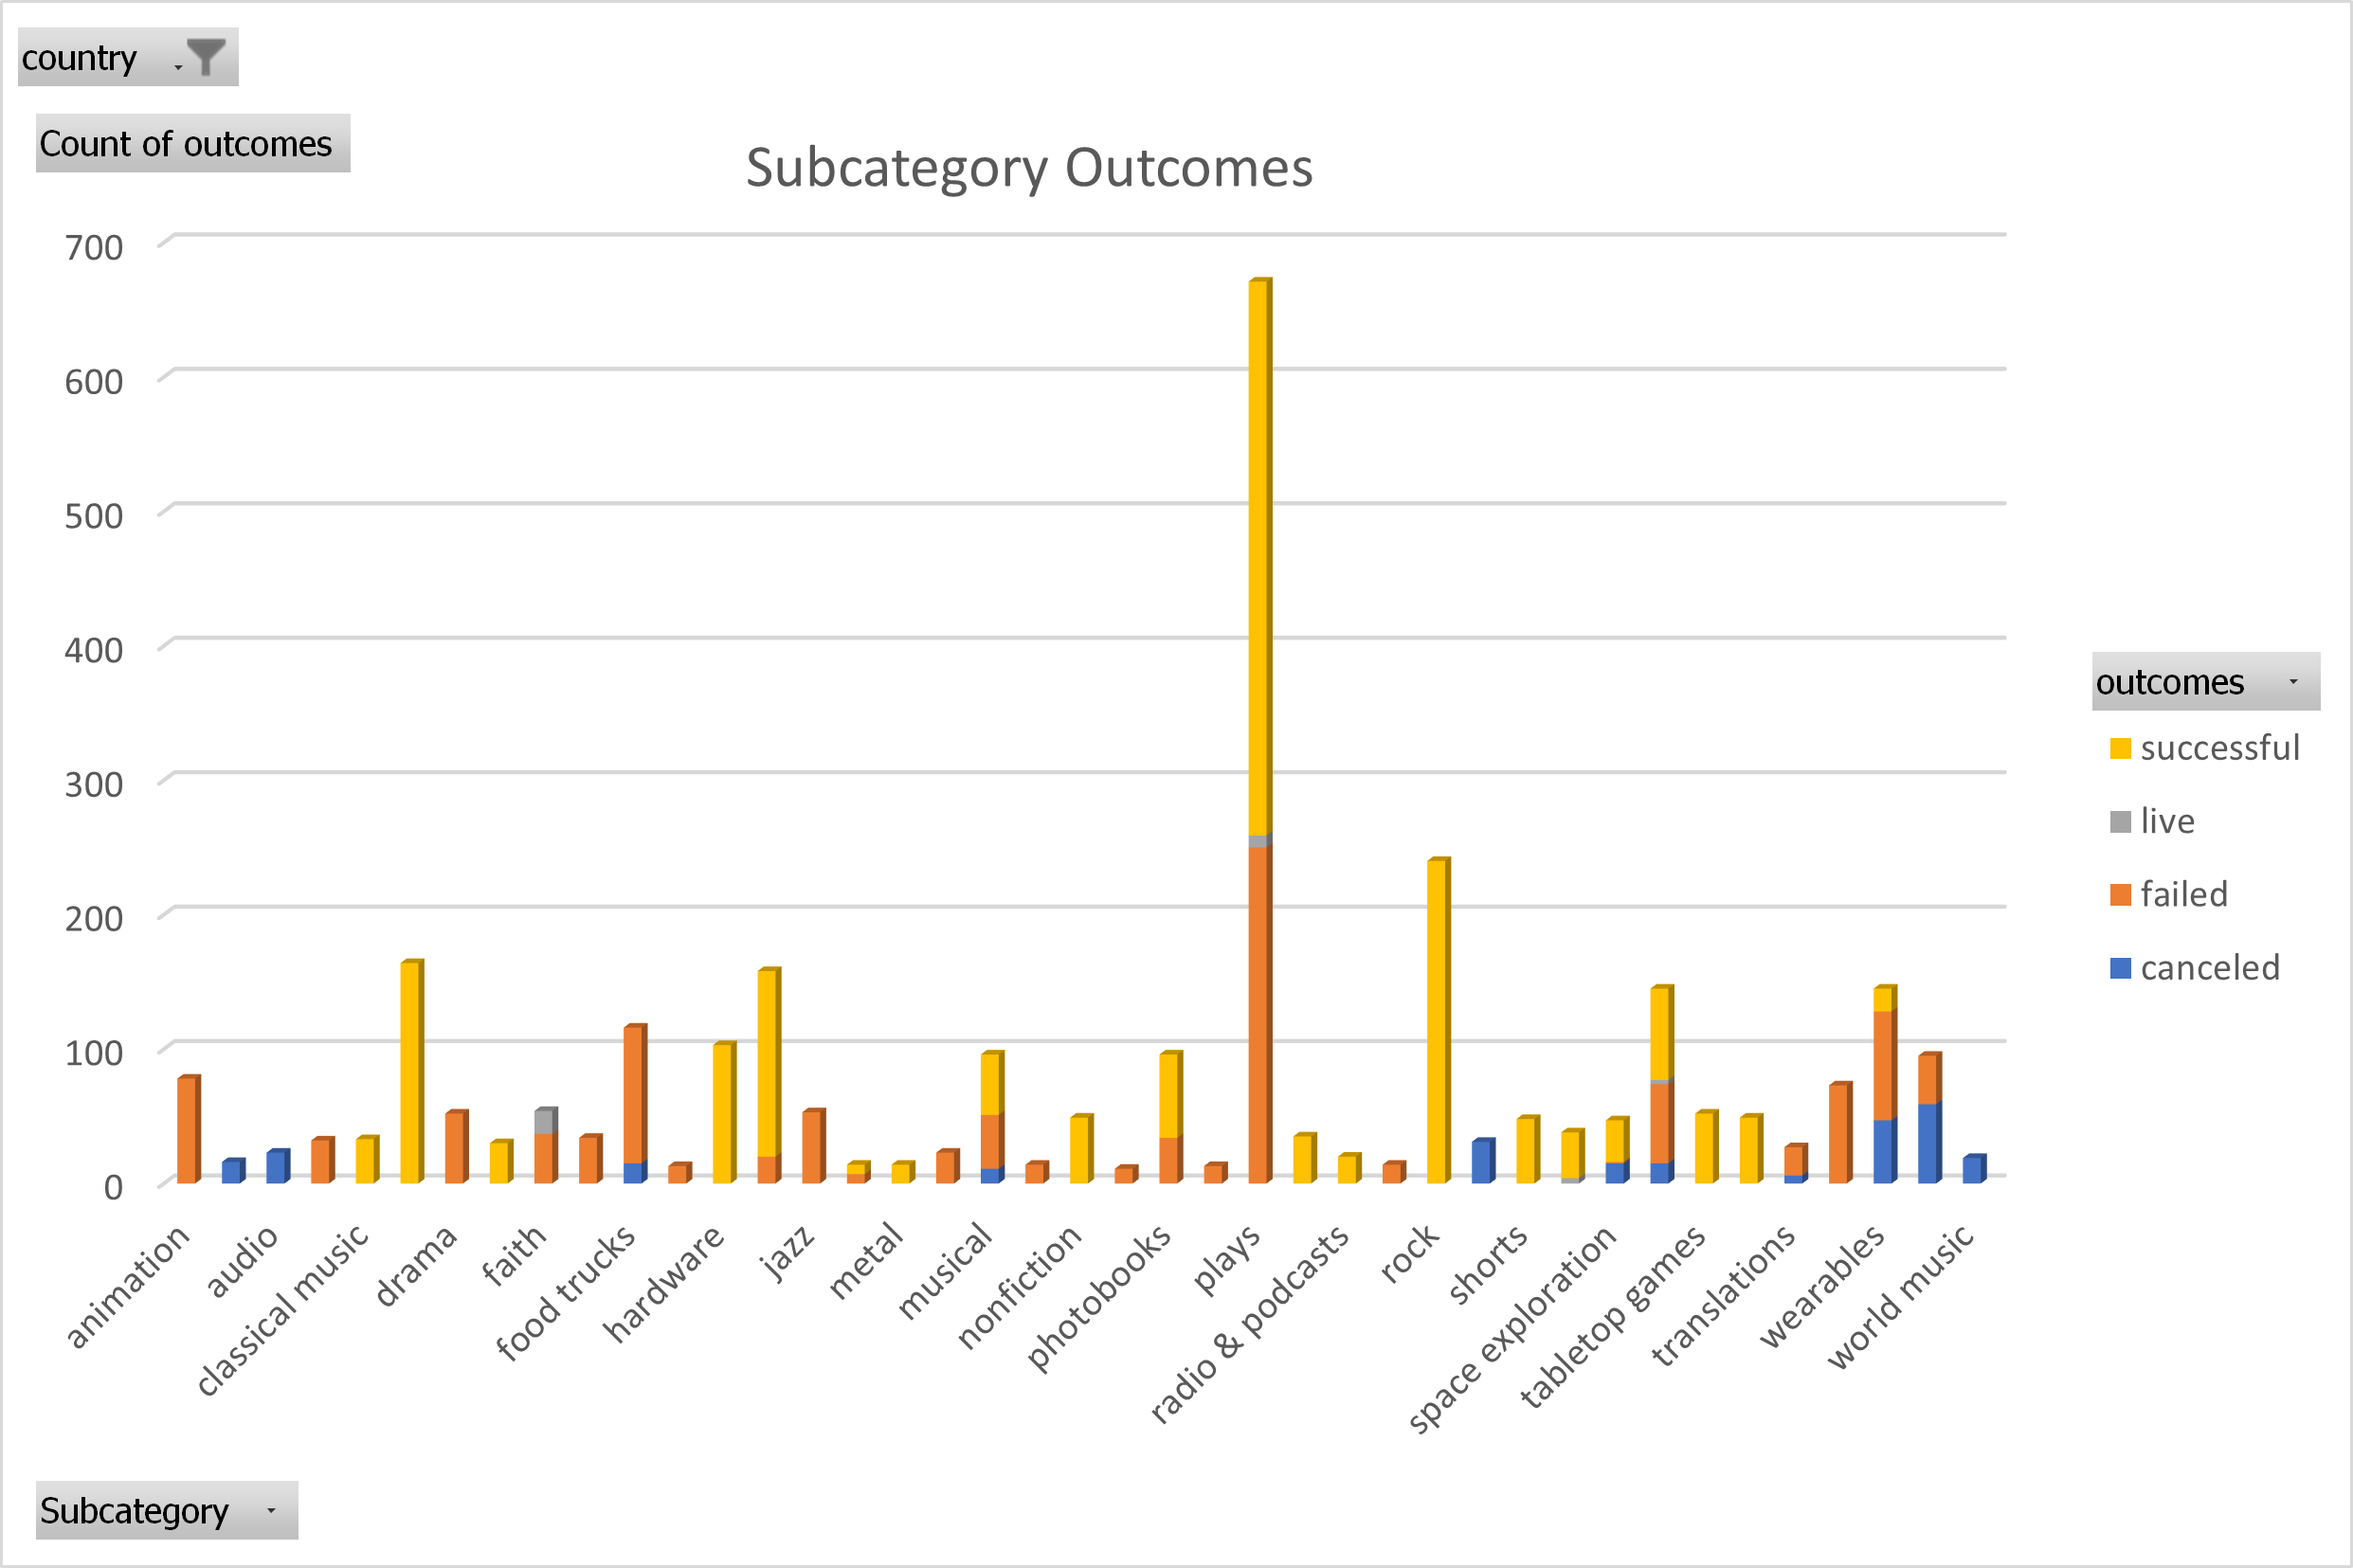 country
Count of outcomes
Subcategory Outcomes
700
600
500
400
300
200
100
0
animation
audio
classical music
drama
faith
food trucks
hardware
jazz
metal
musical
nonfiction
photobooks
plays
radio & podcasts
rock
shorts
space exploration
tabletop games
translations
wearables
world music
outcomes
successful
live
failed
canceled
Subcategory